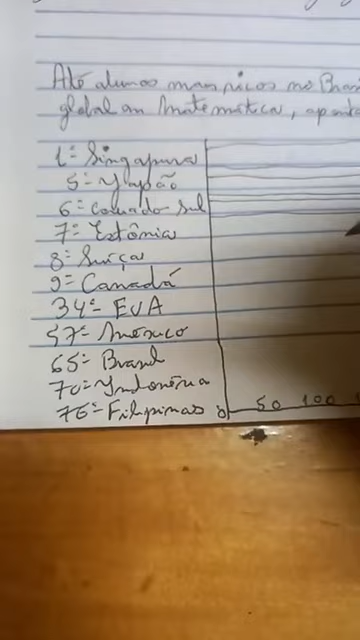 Até alunos mais ricos no Bras
global em Matemática, aponta
1º- Singapura
5º- Japão
6º- Coreia do Sul
7º- Estônia
8º- Suíça
9º- Canadá
34º- EUA
57º- México
65º- Brasil
70º- Indonésia
76º- Filipinas
0 50 100